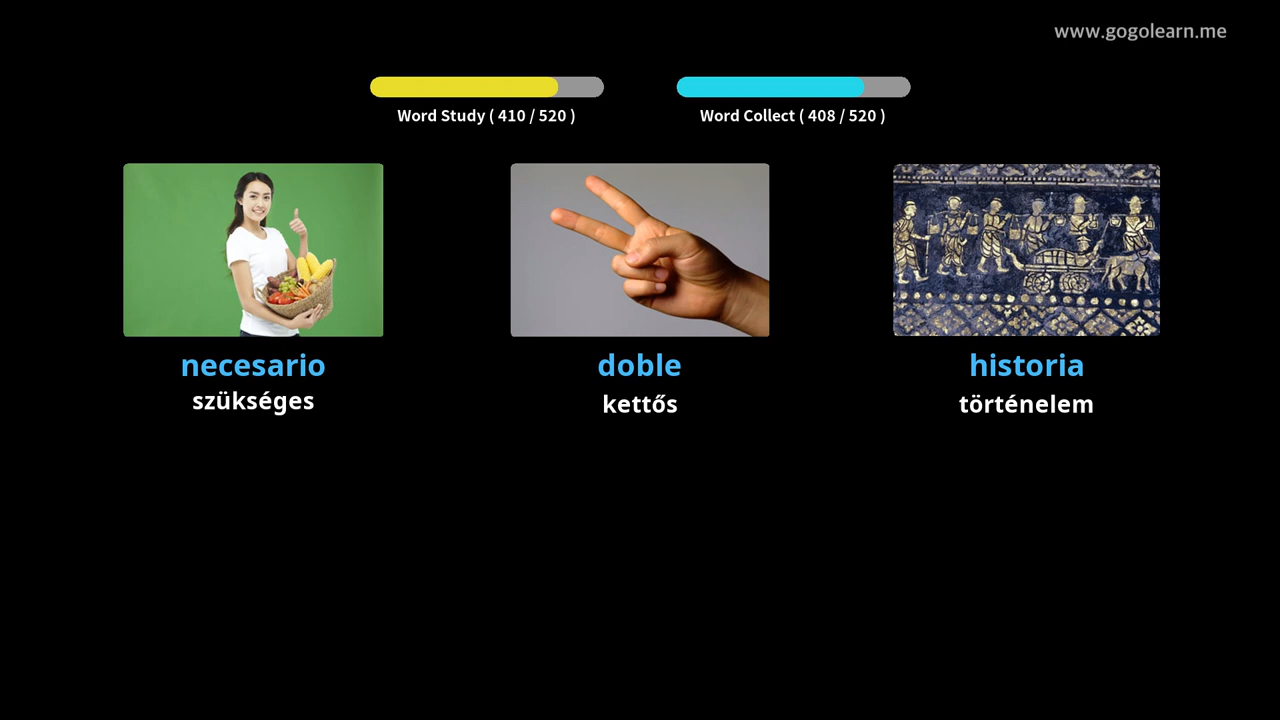 www.gogolearn.me
Word Study ( 410 / 520 )
Word Collect ( 408 / 520 )
necesario
szükséges
doble
kettős
historia
történelem